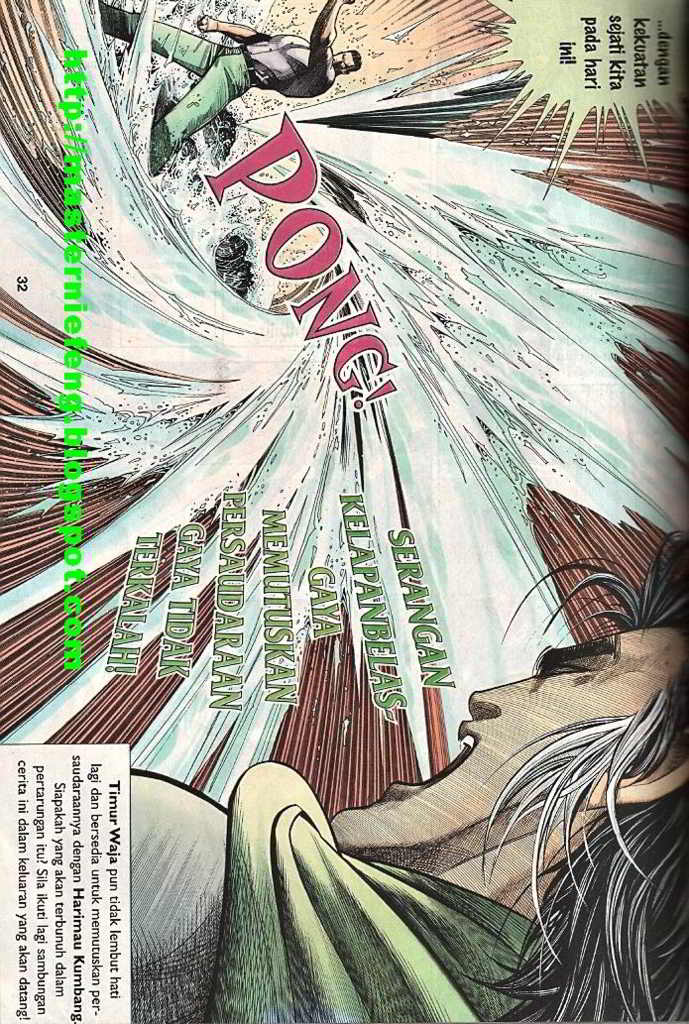 ...dengan
kekuatan
sejati kita
pada hari
ini!
PONG!
SERANGAN
KELAPANBELAS-
GAYA
MEMUTUSKAN
PERSAUDARAAN
GAYA TIDAK
TERKALAH!
Timur Waja pun tidak lembut hati
lagi dan bersedia untuk memutuskan per-
saudaraannya dengan Harimau Kumbang.
Siapakah yang akan terbunuh dalam
pertarungan itu? Sila ikuti lagi sambungan
cerita ini dalam keluaran yang akan datang!
32
http://masterniefeng.blogspot.com